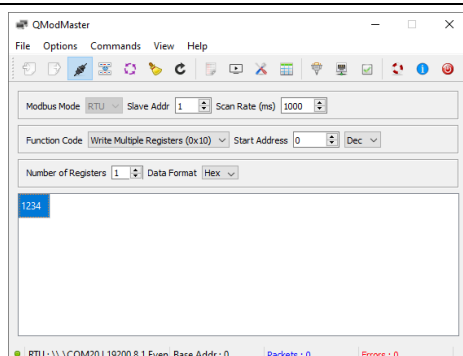 QModMaster
File Options Commands View Help
Modbus Mode RTU Slave Addr 1 Scan Rate (ms) 1000
Function Code Write Multiple Registers (0x10) Start Address 0 Dec
Number of Registers 1 Data Format Hex
1234
RTU : \\.\COM20 | 19200,8,1,Even Base Addr : 0 Packets : 0 Errors : 0